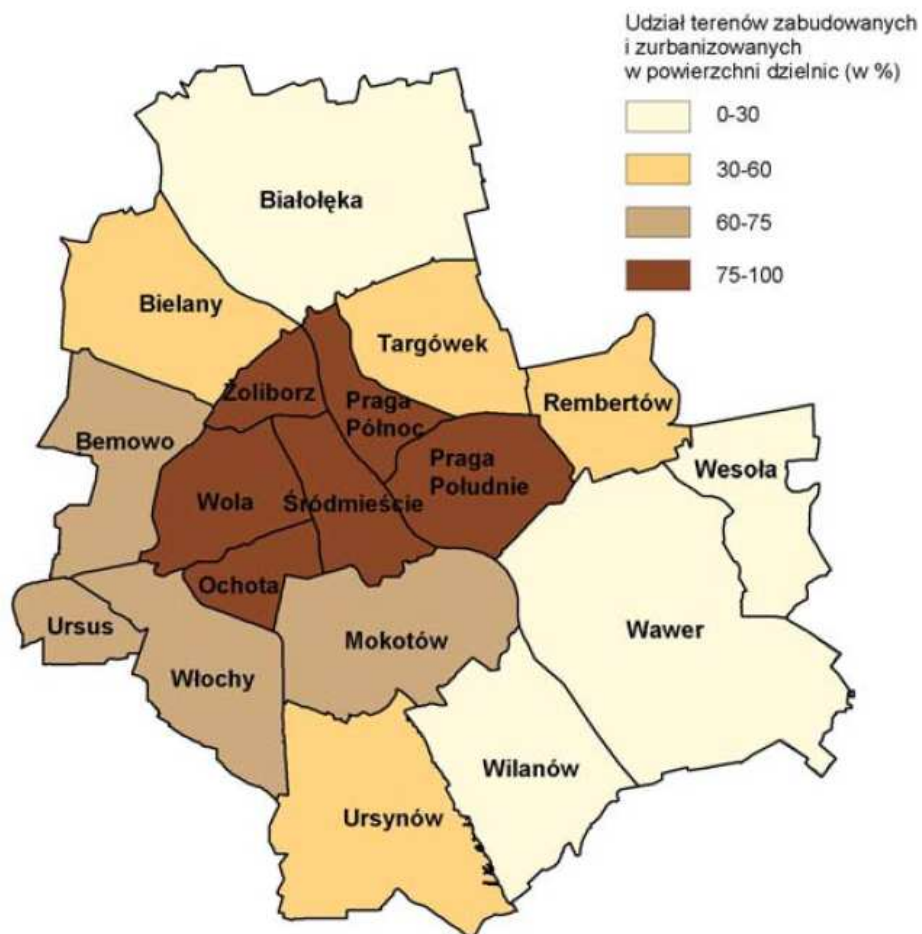 Udział terenów zabudowanych
i zurbanizowanych
w powierzchni dzielnic (w %)
0-30
30-60
60-75
75-100
Białołęka
Bielany
Targówek
Żoliborz
Praga
Północ
Rembertów
Bemowo
Wesoła
Praga
Południe
Wola
Śródmieście
Ochota
Ursus
Mokotów
Wawer
Włochy
Wilanów
Ursynów